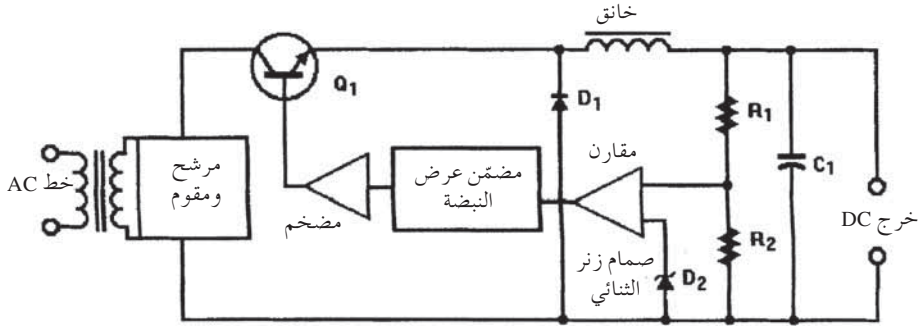 خانق
Q1
D1
R1
C1
مقارن
مضمّن عرض
النبضة
مضخم
مرشح
ومقوم
خط AC
خرج DC
R2
D2
صمام زنر
الثنائي